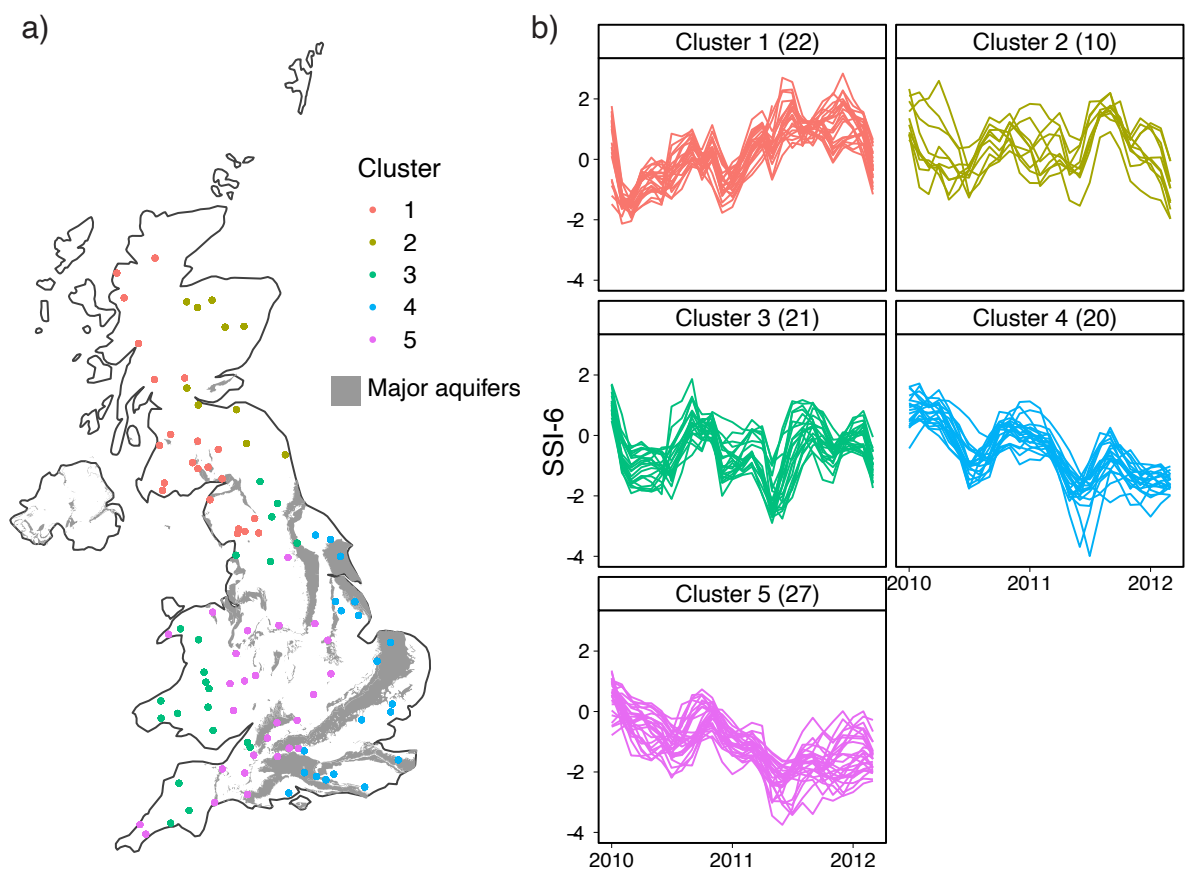 a)
Cluster
1
2
3
4
5
Major aquifers
b)
Cluster 1 (22)
Cluster 2 (10)
2
0
-2
-4
Cluster 3 (21)
Cluster 4 (20)
SSI-6
2
0
-2
-4
2010 2011 2012
Cluster 5 (27)
2
0
-2
-4
2010 2011 2012